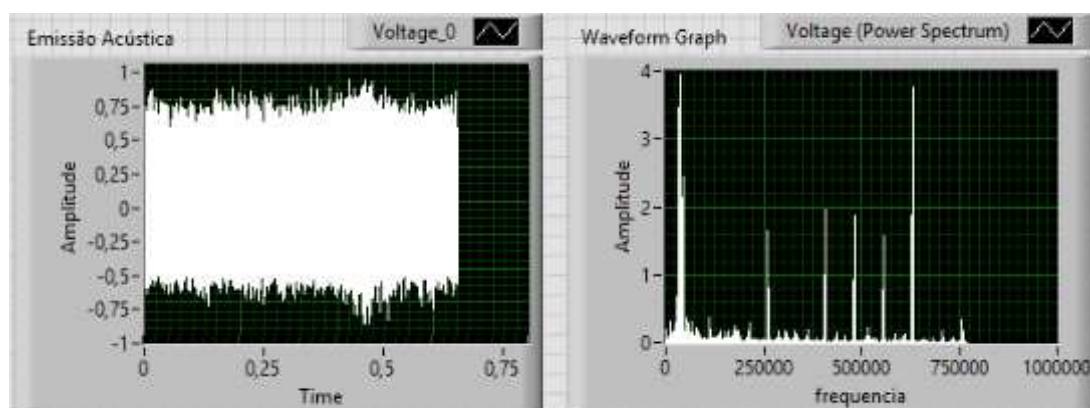 Emissão Acústica
Voltage_0
Amplitude
1
0,75
0,5
0,25
0
-0,25
-0,5
-0,75
-1
0
0,25
0,5
0,75
Time
Waveform Graph
Voltage (Power Spectrum)
Amplitude
4
3
2
1
0
0
250000
500000
750000
1000000
frequencia